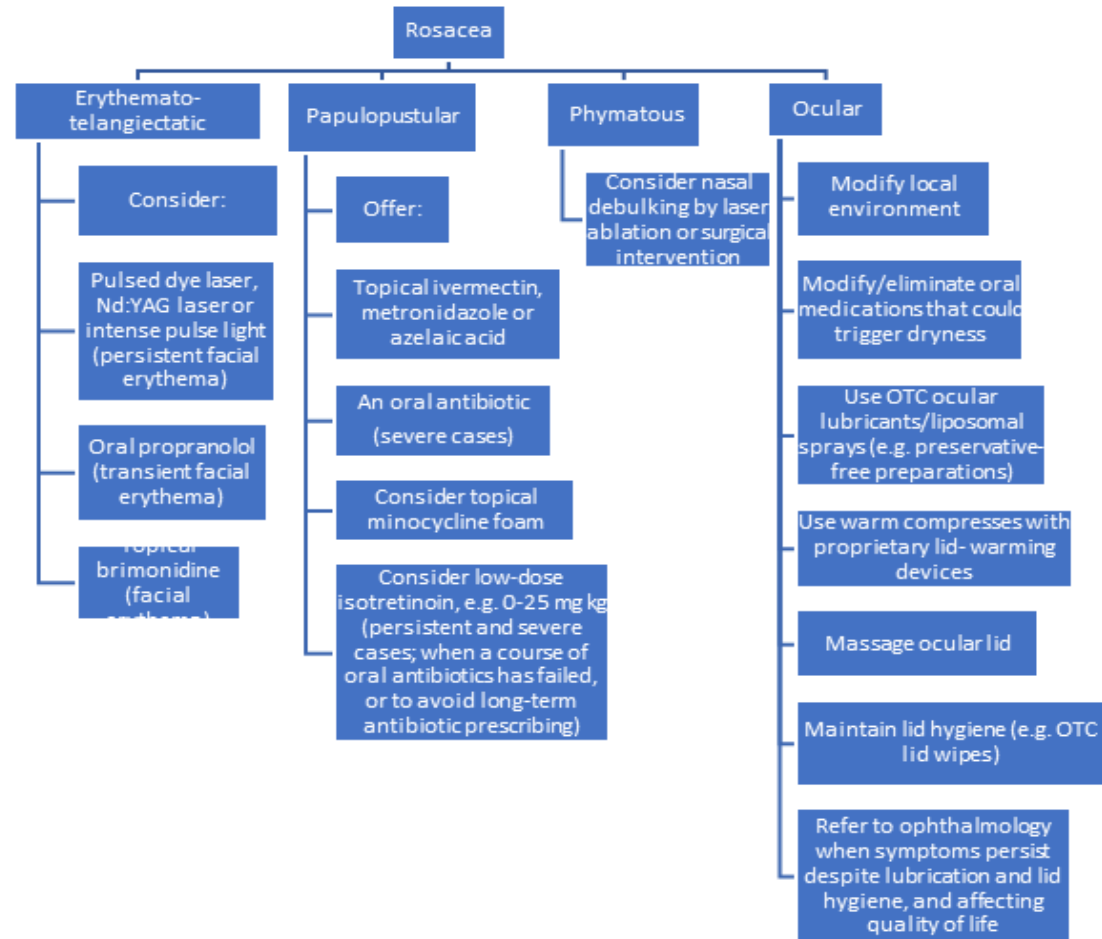 Rosacea
Erythemato-
telangiectatic
Consider:
Pulsed dye laser,
Nd:YAG laser or
intense pulse light
(persistent facial
erythema)
Oral propranolol
(transient facial
erythema)
Topical
brimonidine
(facial
erythema)
Papulopustular
Offer:
Topical ivermectin,
metronidazole or
azelaic acid
An oral antibiotic
(severe cases)
Consider topical
minocycline foam
Consider low-dose
isotretinoin, e.g. 0-25 mg kg
(persistent and severe
cases; when a course of
oral antibiotics has failed,
or to avoid long-term
antibiotic prescribing)
Phymatous
Consider nasal
debulking by laser
ablation or surgical
intervention
Ocular
Modify local
environment
Modify/eliminate oral
medications that could
trigger dryness
Use OTC ocular
lubricants/liposomal
sprays (e.g. preservative-
free preparations)
Use warm compresses with
proprietary lid- warming
devices
Massage ocular lid
Maintain lid hygiene (e.g. OTC
lid wipes)
Refer to ophthalmology
when symptoms persist
despite lubrication and lid
hygiene, and affecting
quality of life